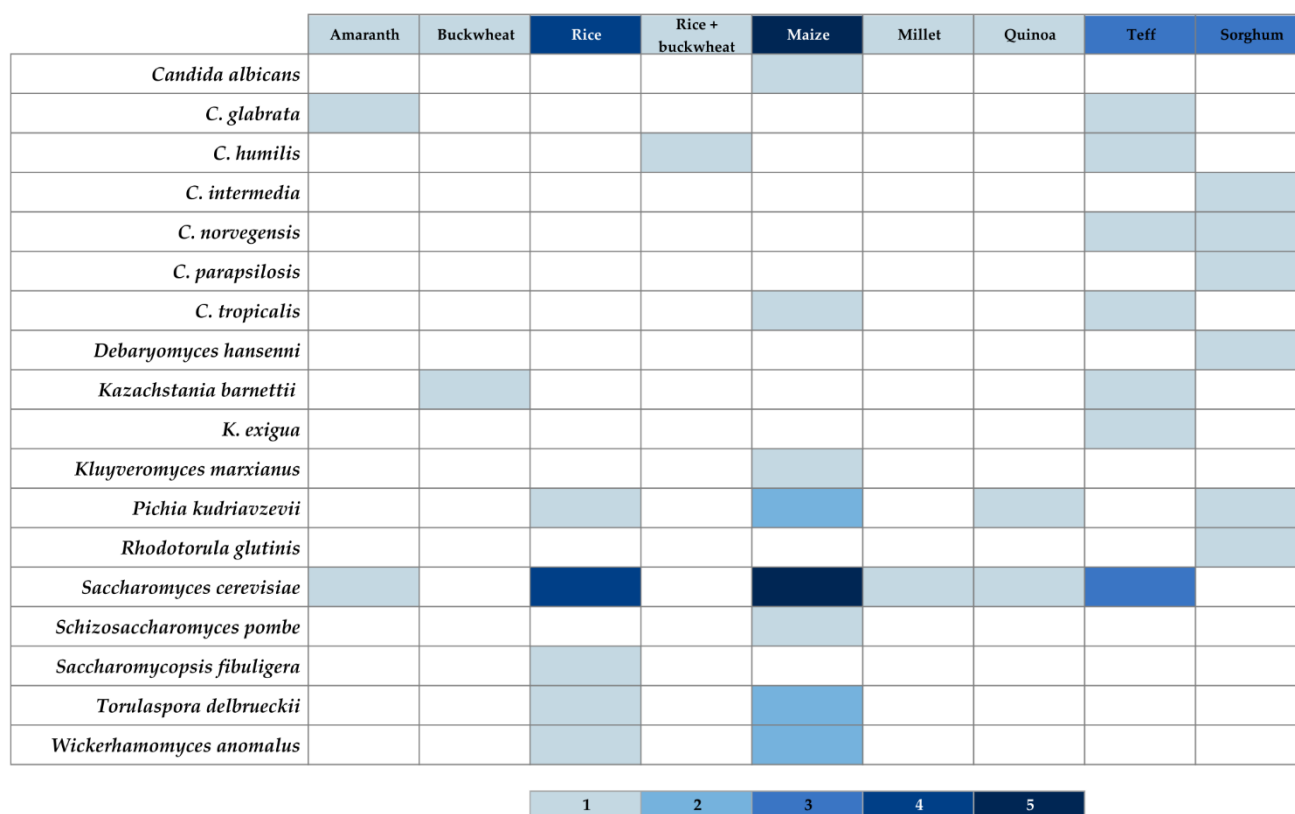 Amaranth Buckwheat Rice Rice + buckwheat Maize Millet Quinoa Teff Sorghum
Candida albicans
C. glabrata
C. humilis
C. intermedia
C. norvegensis
C. parapsilosis
C. tropicalis
Debaryomyces hansenni
Kazachstania barnettii
K. exigua
Kluyveromyces marxianus
Pichia kudriavzevii
Rhodotorula glutinis
Saccharomyces cerevisiae
Schizosaccharomyces pombe
Saccharomycopsis fibuligera
Torulaspora delbrueckii
Wickerhamomyces anomalus
1 2 3 4 5